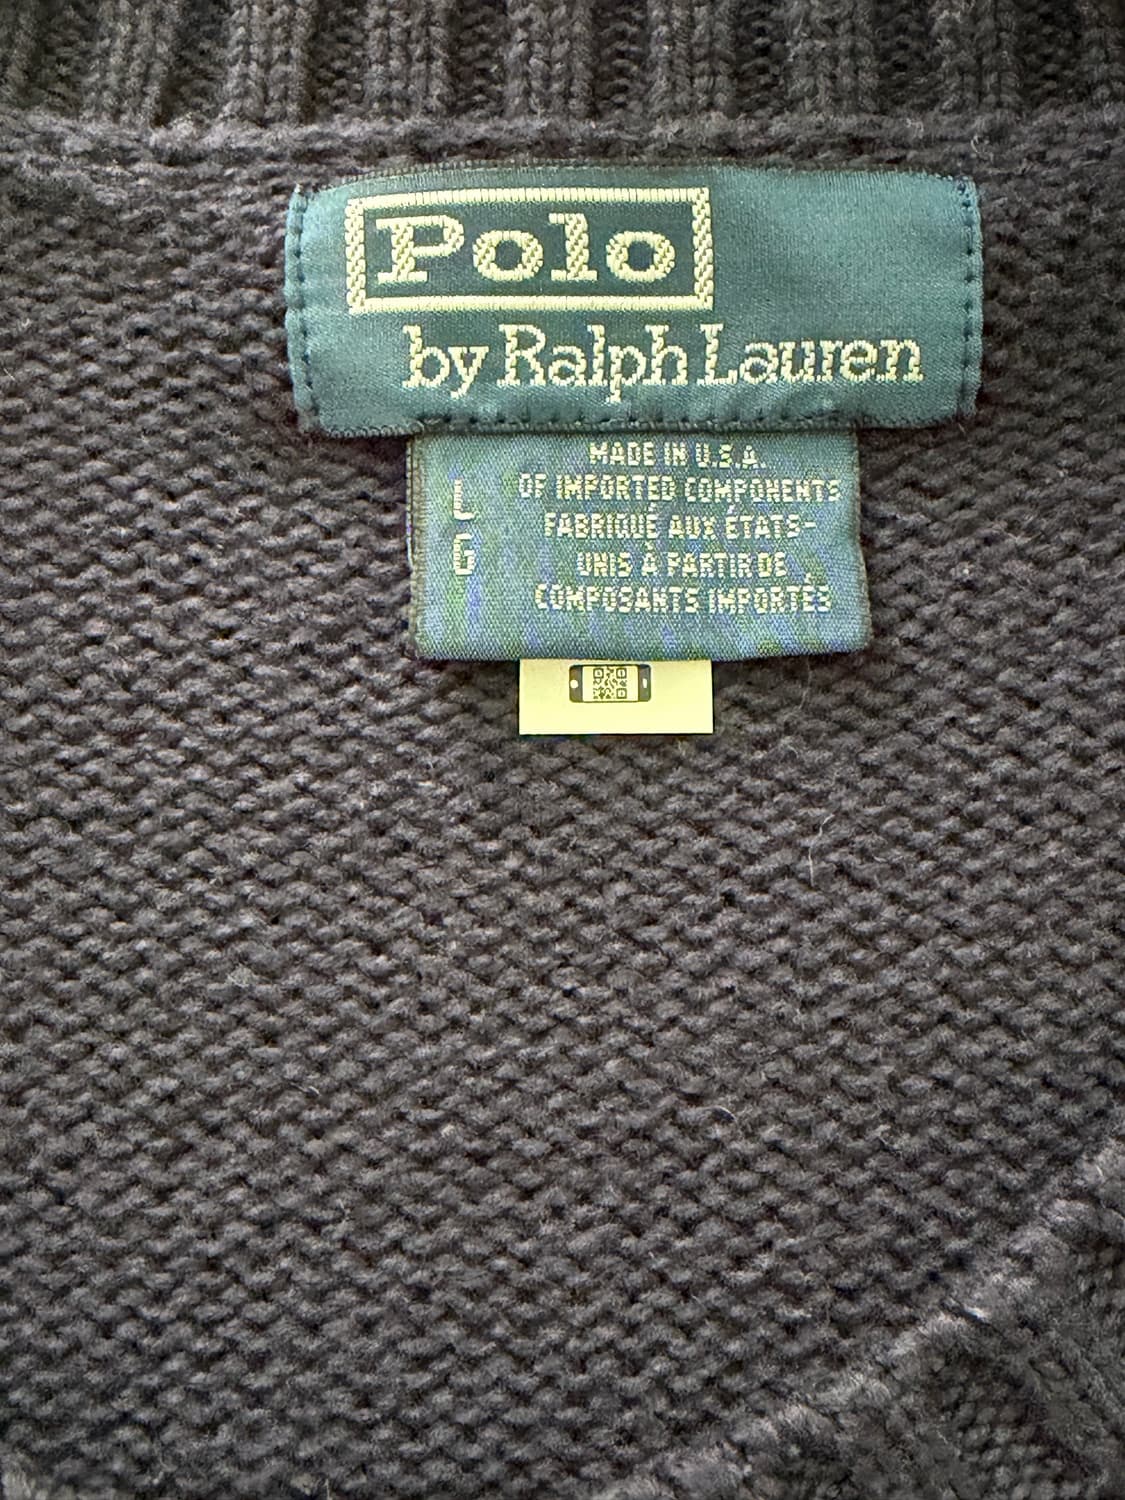 Polo
by Ralph Lauren
MADE IN U.S.A.
L
G
OF IMPORTED COMPONENTS
FABRIQUÉ AUX ÉTATS-
UNIS À PARTIR DE
COMPOSANTS IMPORTÉS